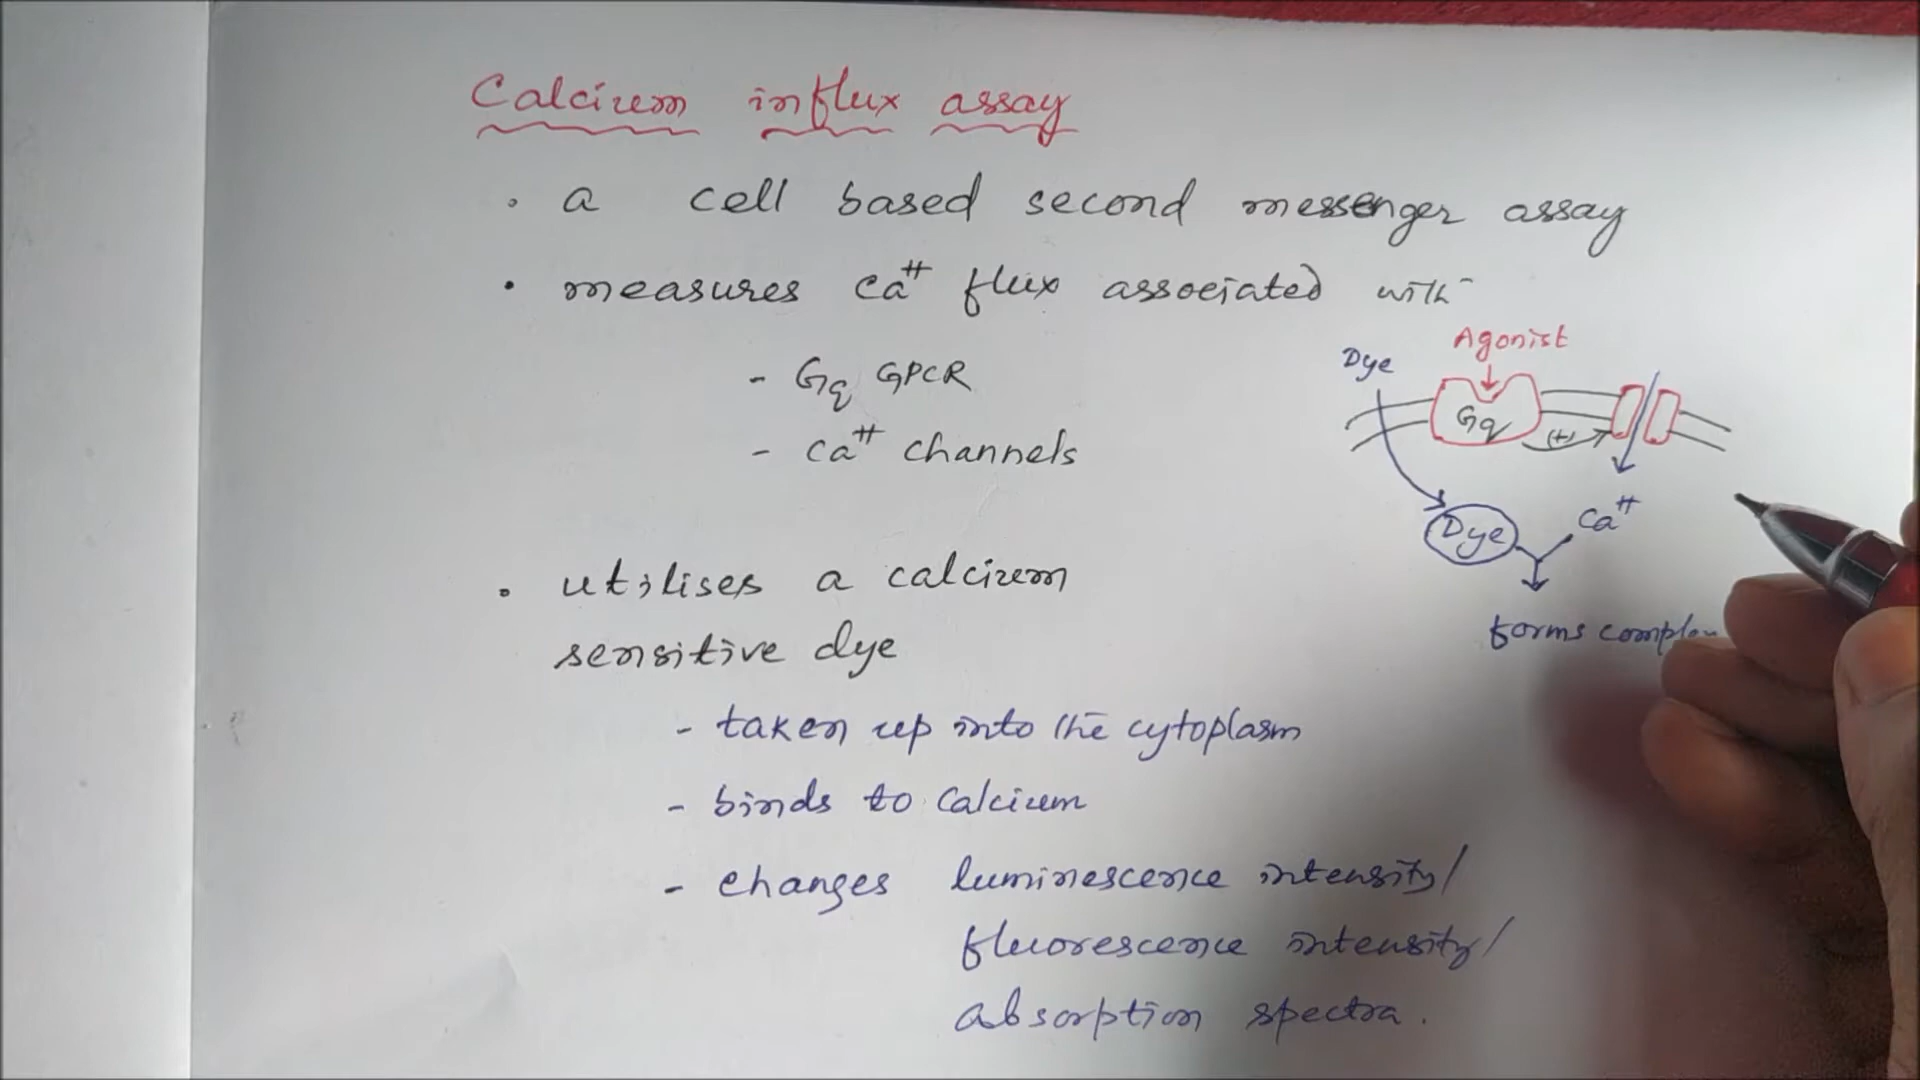 Calcium influx assay
· a cell based second messenger assay
· measures Ca++ flux associated with
- Gq GPCR
- Ca++ channels
Agonist
Dye
Gq
(+)
Dye
Ca++
forms
· utilises a calcium
sensitive dye
- taken up into the cytoplasm
- binds to calcium
- changes luminescence intensity/
fluorescence intensity/
absorption spectra.